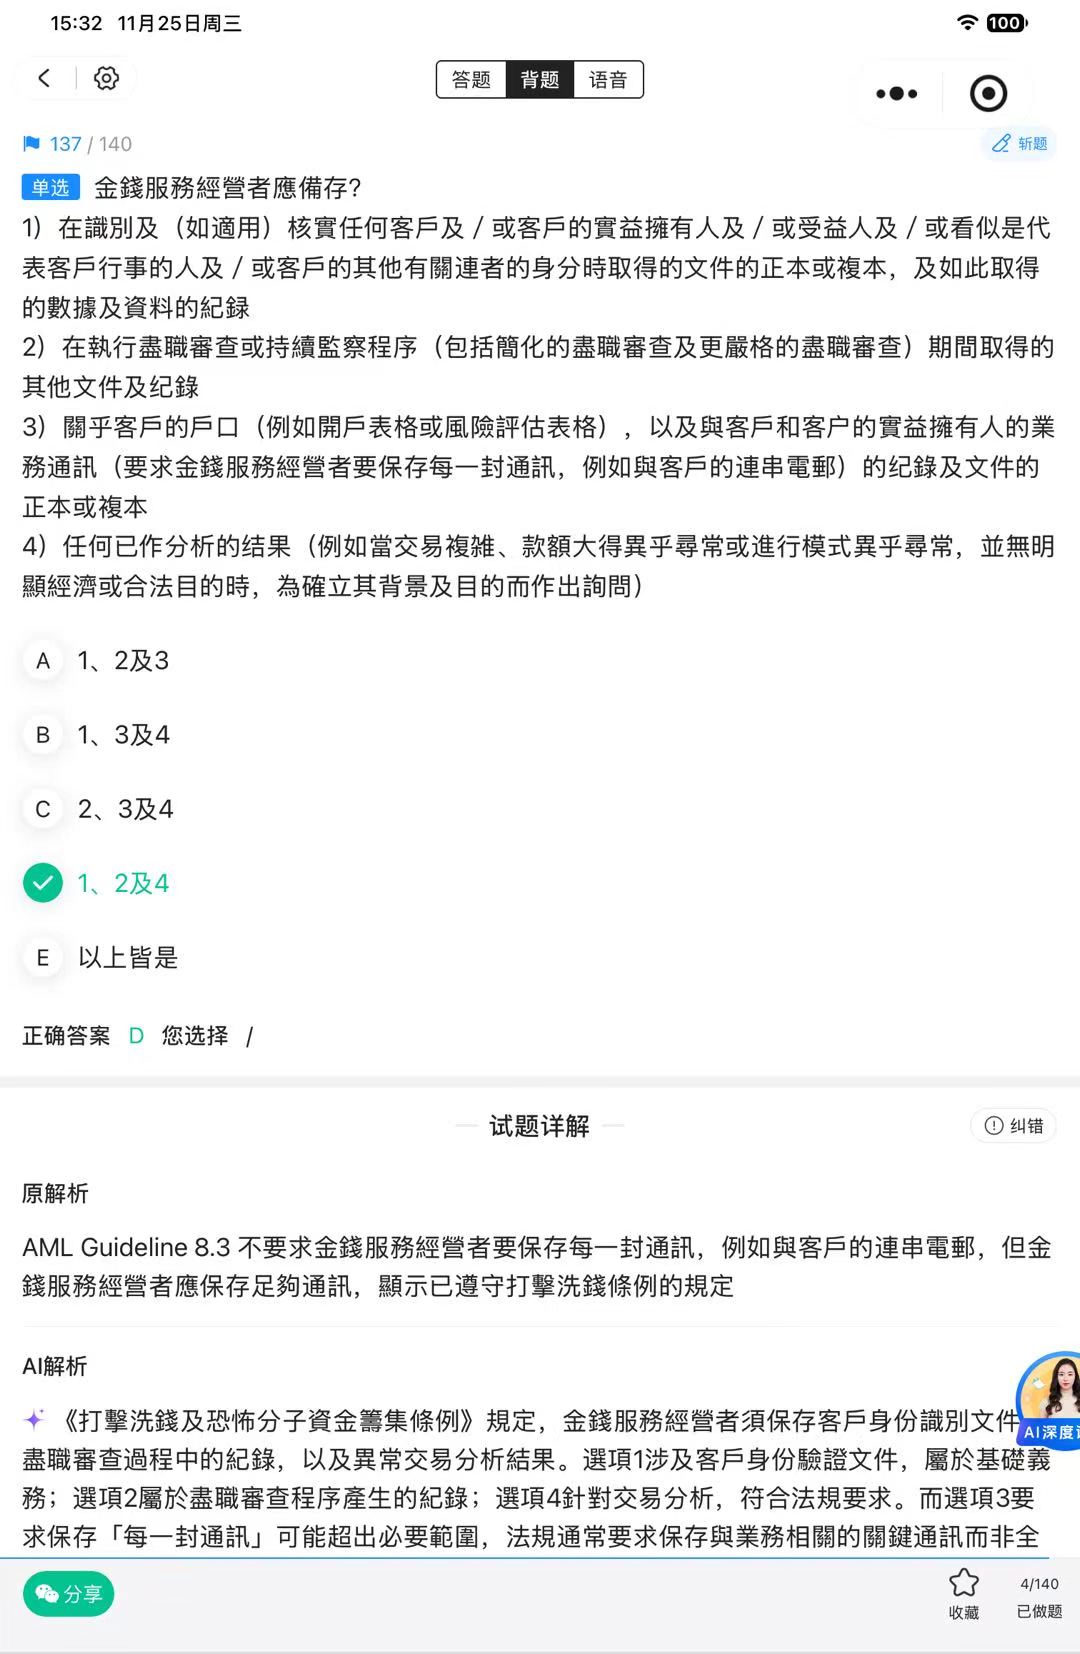 15:32 11月25日周三
100
答题 背题 语音
137 / 140
斩题
单选 金錢服務經營者應備存?
1）在識別及（如適用）核實任何客戶及 / 或客戶的實益擁有人及 / 或受益人及 / 或看似是代
表客戶行事的人及 / 或客戶的其他有關連者的身分時取得的文件的正本或複本，及如此取得
的數據及資料的紀録
2）在執行盡職審查或持續監察程序（包括簡化的盡職審查及更嚴格的盡職審查）期間取得的
其他文件及纪錄
3）關乎客戶的戶口（例如開戶表格或風險評估表格），以及與客戶和客户的實益擁有人的業
務通訊（要求金錢服務經營者要保存每一封通訊，例如與客戶的連串電郵）的纪錄及文件的
正本或複本
4）任何已作分析的结果（例如當交易複雑、款額大得異乎尋常或進行模式異乎尋常，並無明
顯經濟或合法目的時，為確立其背景及目的而作出詢問）
A 1、2及3
B 1、3及4
C 2、3及4
1、2及4
E 以上皆是
正确答案 D 您选择 /
试题详解
纠错
原解析
AML Guideline 8.3 不要求金錢服務經營者要保存每一封通訊，例如與客戶的連串電郵，但金
錢服務經營者應保存足夠通訊，顯示已遵守打擊洗錢條例的規定
AI解析
《打擊洗錢及恐怖分子資金籌集條例》規定，金錢服務經營者須保存客戶身份識別文件
AI深度
盡職審查過程中的紀錄，以及異常交易分析結果。選項1涉及客戶身份驗證文件，屬於基礎義
務；選項2屬於盡職審查程序產生的紀錄；選項4針對交易分析，符合法規要求。而選項3要
求保存「每一封通訊」可能超出必要範圍，法規通常要求保存與業務相關的關鍵通訊而非全
分享
收藏
4/140
已做题